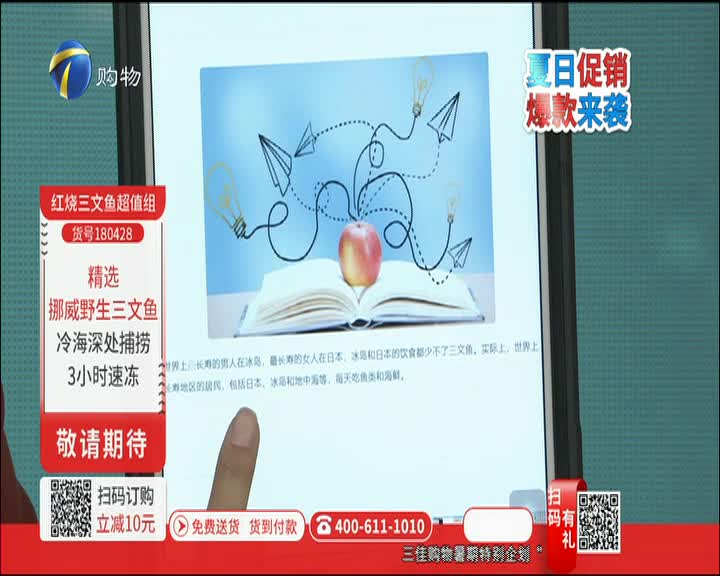 购物
夏日促销
爆款来袭
红烧三文鱼超值组
货号180428
精选
挪威野生三文鱼
冷海深处捕捞
3小时速冻
敬请期待
世界上最长寿的男人在冰岛，最长寿的女人在日本，冰岛和日本的饮食都少不了三文鱼。实际上，世界上
长寿地区的居民，包括日本、冰岛和地中海等，每天吃鱼类和海鲜。
扫码订购
立减10元
免费送货 货到付款
400-611-1010
扫码
有礼
三佳购物暑期特别企划